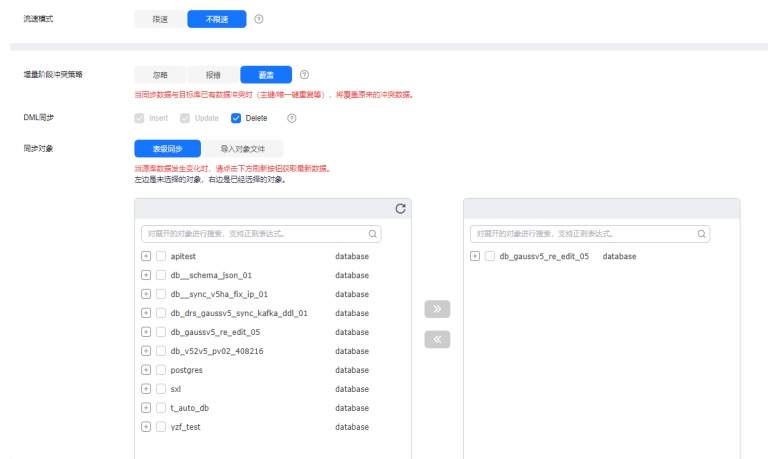 流速模式
限速
不限速
增量阶段冲突策略
忽略
报错
覆盖
当同步数据与目标库已有数据冲突时（主键/唯一键重复等），将覆盖原来的冲突数据。
DML同步
Insert
Update
Delete
同步对象
表级同步
导入对象文件
当源库数据发生变化时，请点击下方刷新按钮获取最新数据。
左边是未选择的对象，右边是已经选择的对象。
对展开的对象进行搜索，支持正则表达式。
apitest database
db__schema_json_01 database
db__sync_v5ha_fix_ip_01 database
db_drs_gaussv5_sync_kafka_ddl_01 database
db_gaussv5_re_edit_05 database
db_v52v5_pv02_408216 database
postgres database
sxl database
t_auto_db database
yzf_test database
对展开的对象进行搜索，支持正则表达式。
db_gaussv5_re_edit_05 database